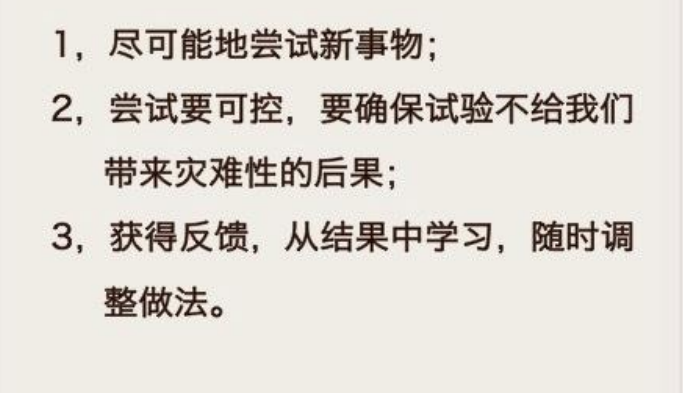 1，尽可能地尝试新事物；
2，尝试要可控，要确保试验不给我们
带来灾难性的后果；
3，获得反馈，从结果中学习，随时调
整做法。